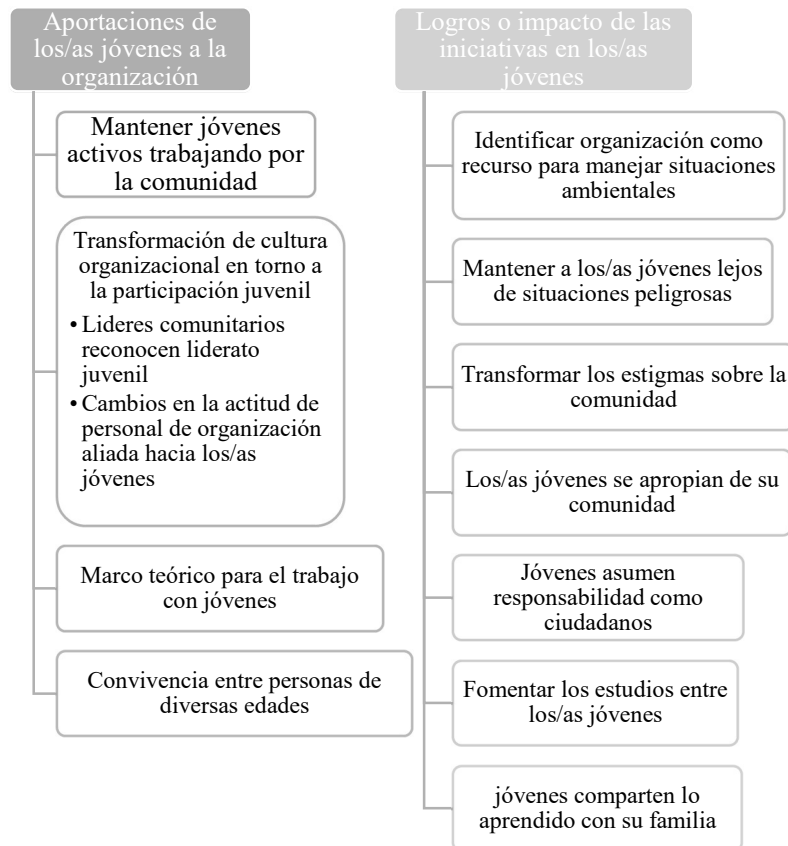 Aportaciones de
los/as jóvenes a la
organización
Mantener jóvenes
activos trabajando por
la comunidad
Transformación de cultura
organizacional en torno a
la participación juvenil
• Lideres comunitarios
reconocen liderato
juvenil
• Cambios en la actitud de
personal de organización
aliada hacia los/as
jóvenes
Marco teórico para el trabajo
con jóvenes
Convivencia entre personas de
diversas edades
Logros o impacto de las
iniciativas en los/as
jóvenes
Identificar organización como
recurso para manejar situaciones
ambientales
Mantener a los/as jóvenes lejos
de situaciones peligrosas
Transformar los estigmas sobre la
comunidad
Los/as jóvenes se apropian de su
comunidad
Jóvenes asumen
responsabilidad como
ciudadanos
Fomentar los estudios entre
los/as jóvenes
jóvenes comparten lo
aprendido con su familia